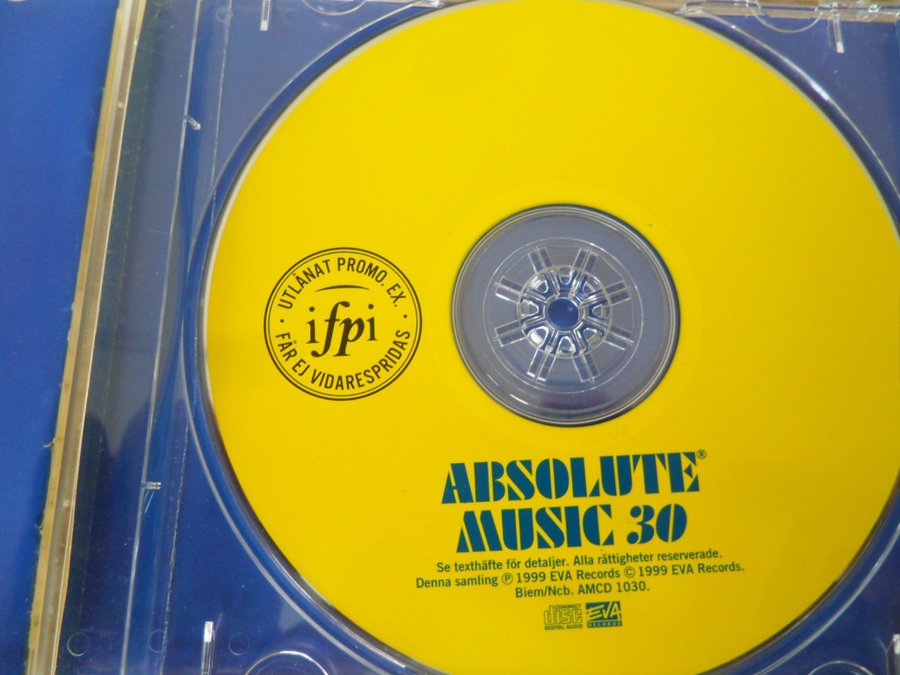 UTLÅNAT PROMO. EX.
ifpi
FÅR EJ VIDARESPRIDAS
ABSOLUTE®
MUSIC 30
Se texthäfte för detaljer. Alla rättigheter reserverade.
Denna samling ℗ 1999 EVA Records © 1999 EVA Records.
Biem/Ncb. AMCD 1030.
COMPACT
disc
DIGITAL AUDIO
EVA
RECORDS